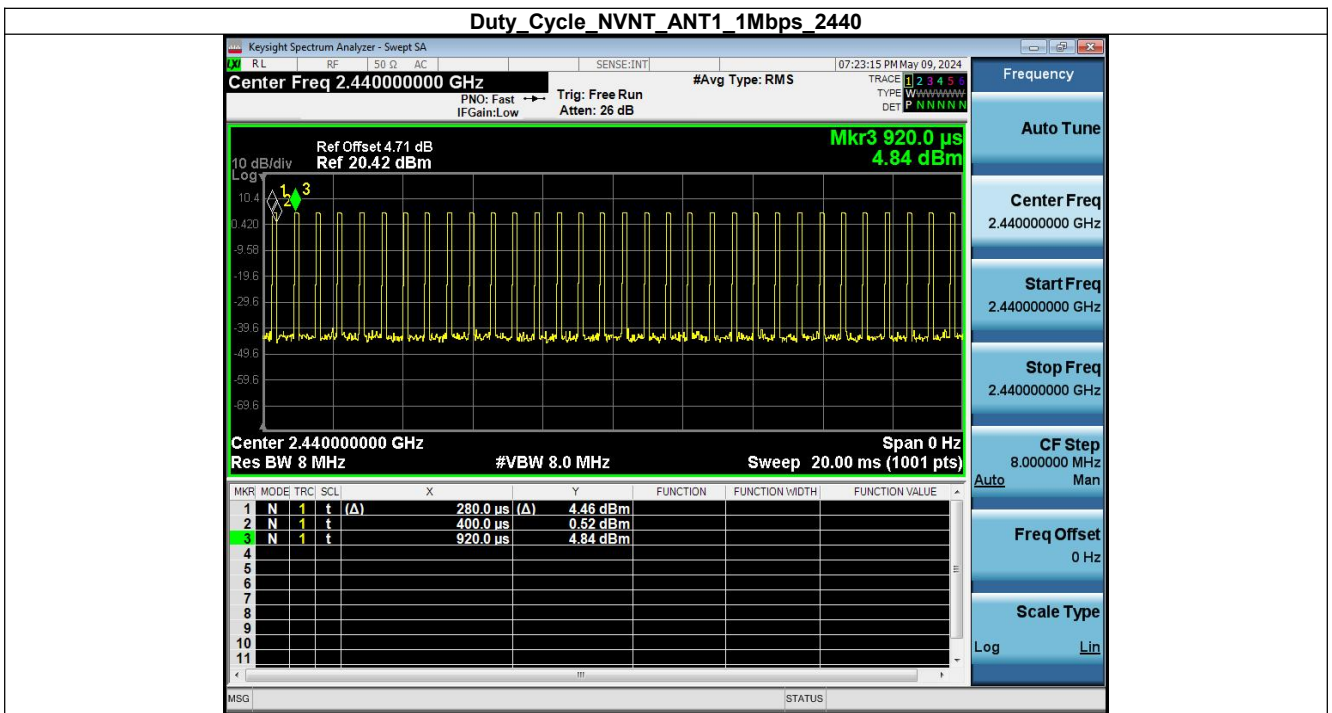 Duty_Cycle_NVNT_ANT1_1Mbps_2440
Keysight Spectrum Analyzer - Swept SA
LXI RL RF 50 Ω AC SENSE:INT 07:23:15 PM May 09, 2024
Center Freq 2.440000000 GHz #Avg Type: RMS TRACE 1 2 3 4 5 6
PNO: Fast Trig: Free Run TYPE WWWWWW
IFGain:Low Atten: 26 dB DET P N N N N N
Mkr3 920.0 µs
4.84 dBm
Ref Offset 4.71 dB
10 dB/div Ref 20.42 dBm
Log
1 2 3
10.4
0.420
-9.58
-19.6
-29.6
-39.6
-49.6
-59.6
-69.6
Center 2.440000000 GHz Span 0 Hz
Res BW 8 MHz #VBW 8.0 MHz Sweep 20.00 ms (1001 pts)
MKR MODE TRC SCL X Y FUNCTION FUNCTION WIDTH FUNCTION VALUE
1 N 1 t (Δ) 280.0 µs (Δ) 4.46 dBm
2 N 1 t 400.0 µs 0.52 dBm
3 N 1 t 920.0 µs 4.84 dBm
4
5
6
7
8
9
10
11
MSG STATUS
Frequency
Auto Tune
Center Freq
2.440000000 GHz
Start Freq
2.440000000 GHz
Stop Freq
2.440000000 GHz
CF Step
8.000000 MHz
Auto Man
Freq Offset
0 Hz
Scale Type
Log Lin